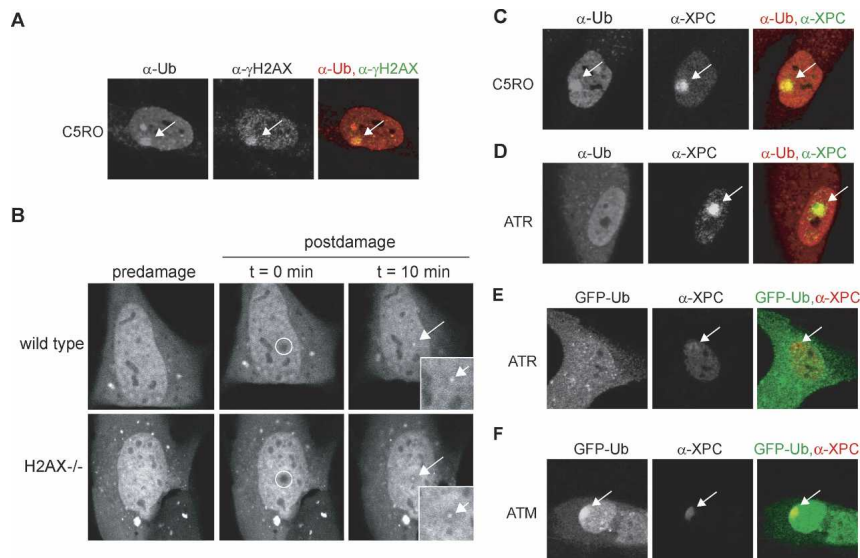 A
α-Ub α-γH2AX α-Ub, α-γH2AX
C5RO
B
postdamage
predamage t = 0 min t = 10 min
wild type
H2AX-/-
C
α-Ub α-XPC α-Ub, α-XPC
C5RO
D
α-Ub α-XPC α-Ub, α-XPC
ATR
E
GFP-Ub α-XPC GFP-Ub, α-XPC
ATR
F
GFP-Ub α-XPC GFP-Ub, α-XPC
ATM